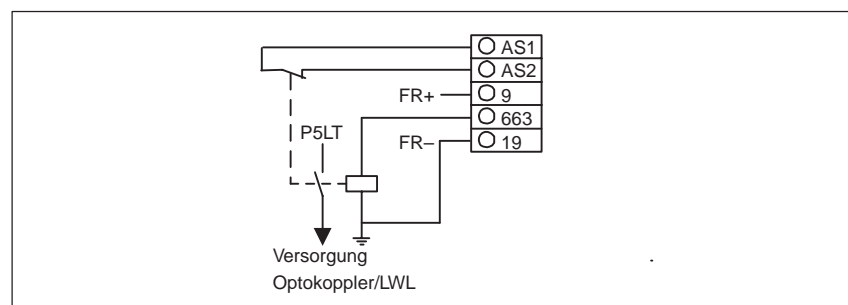 AS1
AS2
FR+ 9
663
P5LT
FR– 19
Versorgung
Optokoppler/LWL